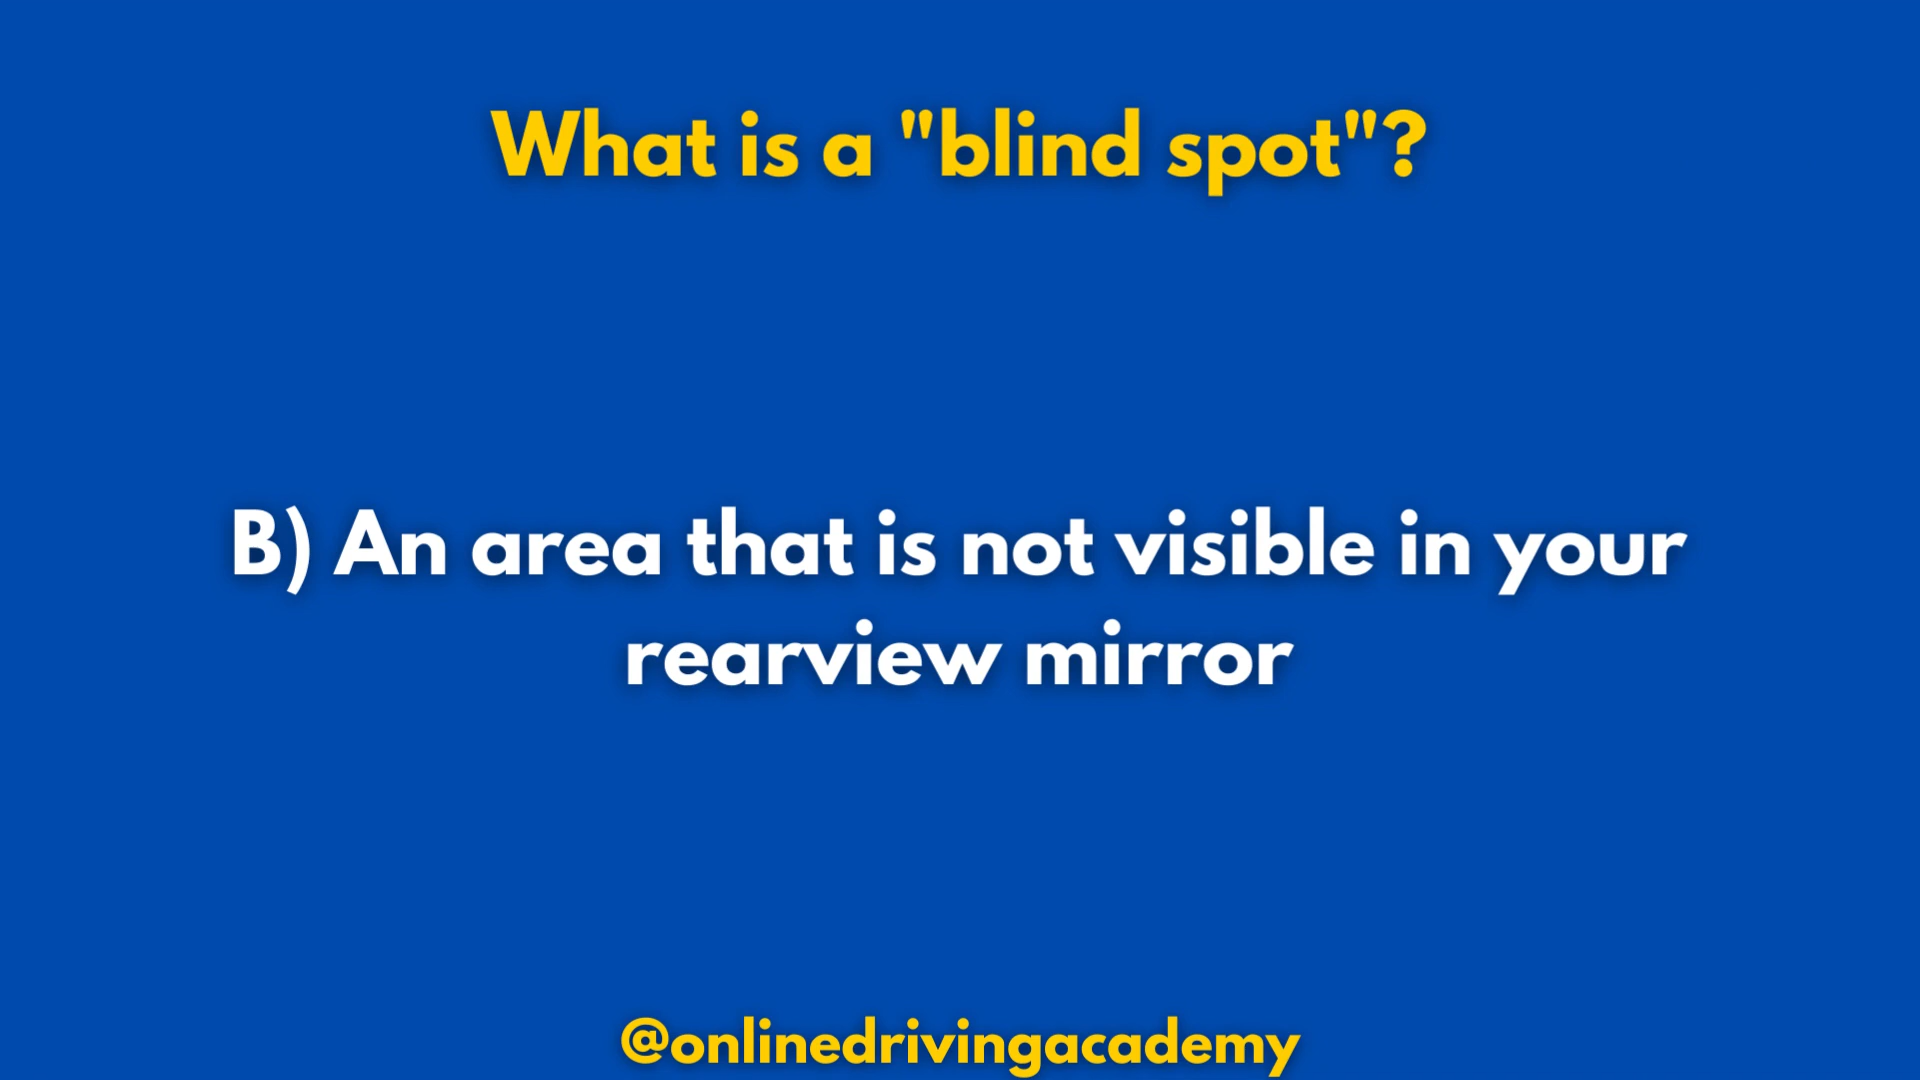 What is a "blind spot"?
B) An area that is not visible in your
rearview mirror
@onlinedrivingacademy